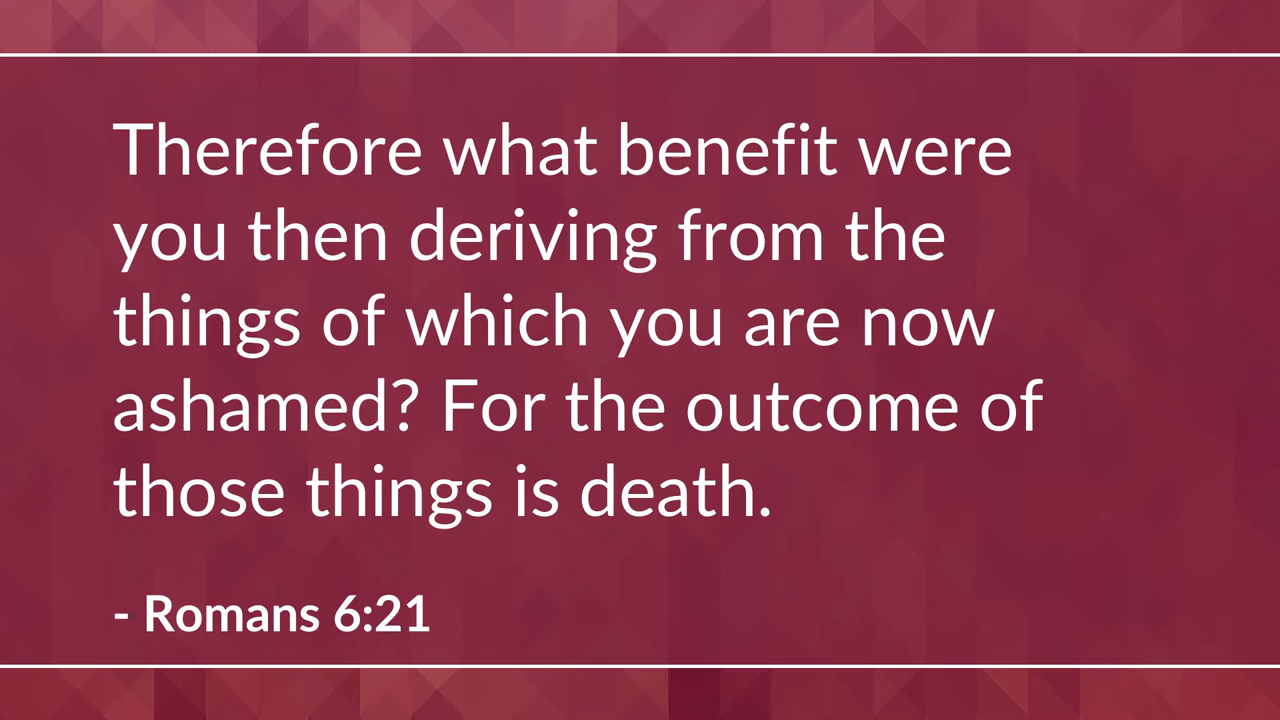 Therefore what benefit were
you then deriving from the
things of which you are now
ashamed? For the outcome of
those things is death.
- Romans 6:21